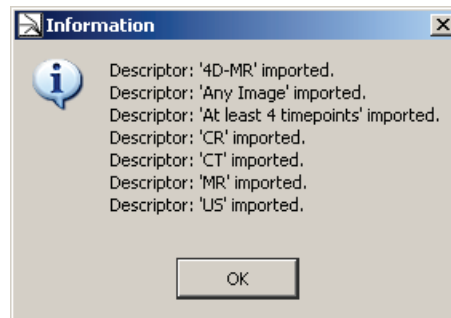 Information
Descriptor: '4D-MR' imported.
Descriptor: 'Any Image' imported.
Descriptor: 'At least 4 timepoints' imported.
Descriptor: 'CR' imported.
Descriptor: 'CT' imported.
Descriptor: 'MR' imported.
Descriptor: 'US' imported.
OK